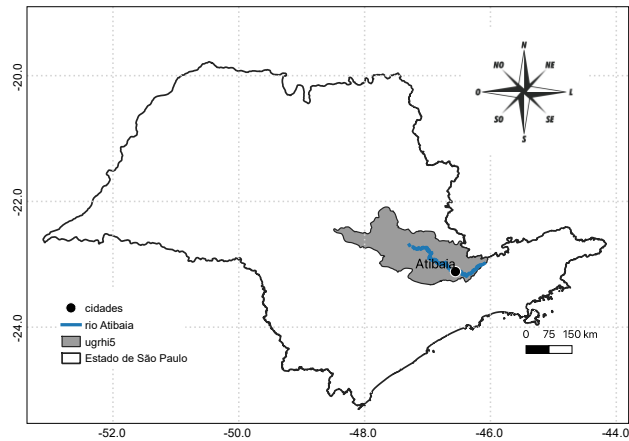 N
NO NE
O L
SO SE
S
-20.0
-22.0
-24.0
Atibaia
cidades
rio Atibaia
ugrhi5
Estado de São Paulo
0 75 150 km
-52.0 -50.0 -48.0 -46.0 -44.0